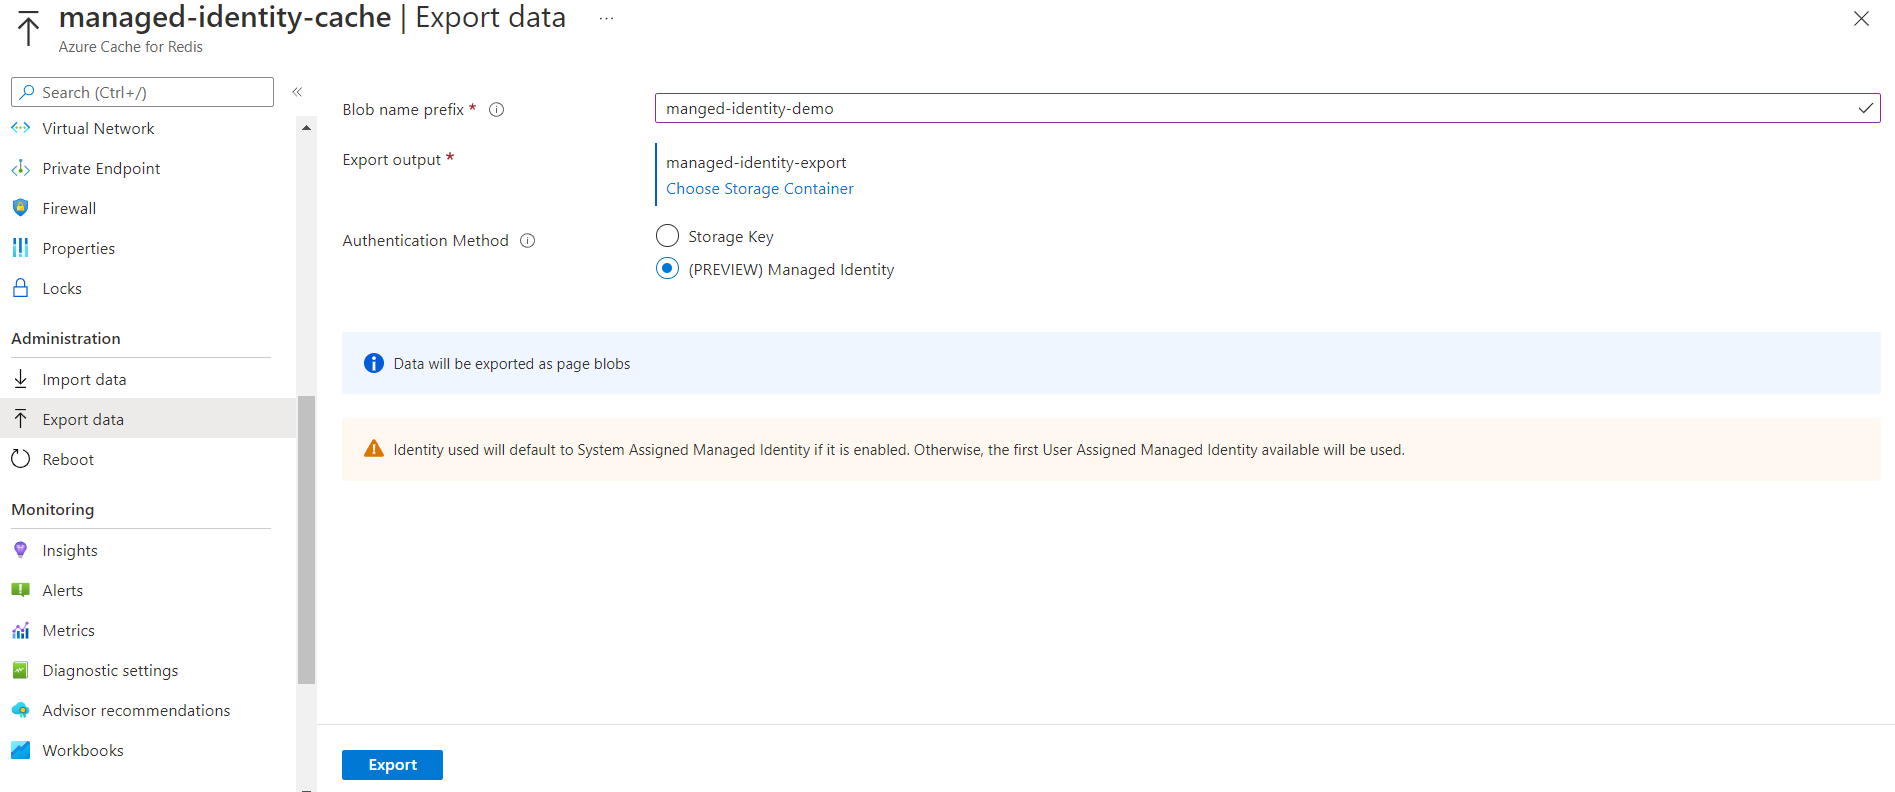 managed-identity-cache | Export data ...
Azure Cache for Redis
Search (Ctrl+/)
«
Virtual Network
Private Endpoint
Firewall
Properties
Locks
Administration
Import data
Export data
Reboot
Monitoring
Insights
Alerts
Metrics
Diagnostic settings
Advisor recommendations
Workbooks
Blob name prefix *
manged-identity-demo
Export output *
managed-identity-export
Choose Storage Container
Authentication Method
Storage Key
(PREVIEW) Managed Identity
Data will be exported as page blobs
Identity used will default to System Assigned Managed Identity if it is enabled. Otherwise, the first User Assigned Managed Identity available will be used.
Export